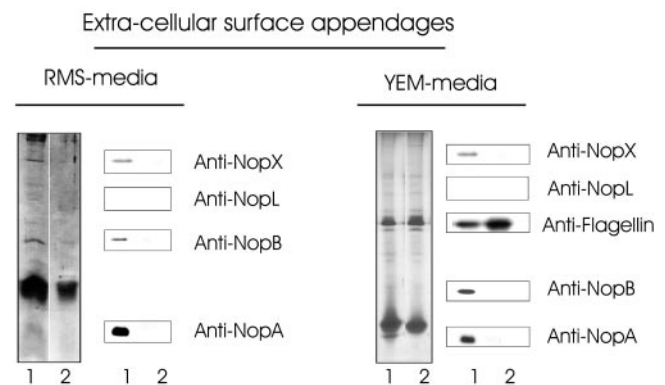 Extra-cellular surface appendages
RMS-media
YEM-media
Anti-NopX
Anti-NopL
Anti-NopB
Anti-NopA
1 2
1 2
Anti-NopX
Anti-NopL
Anti-Flagellin
Anti-NopB
Anti-NopA
1 2
1 2